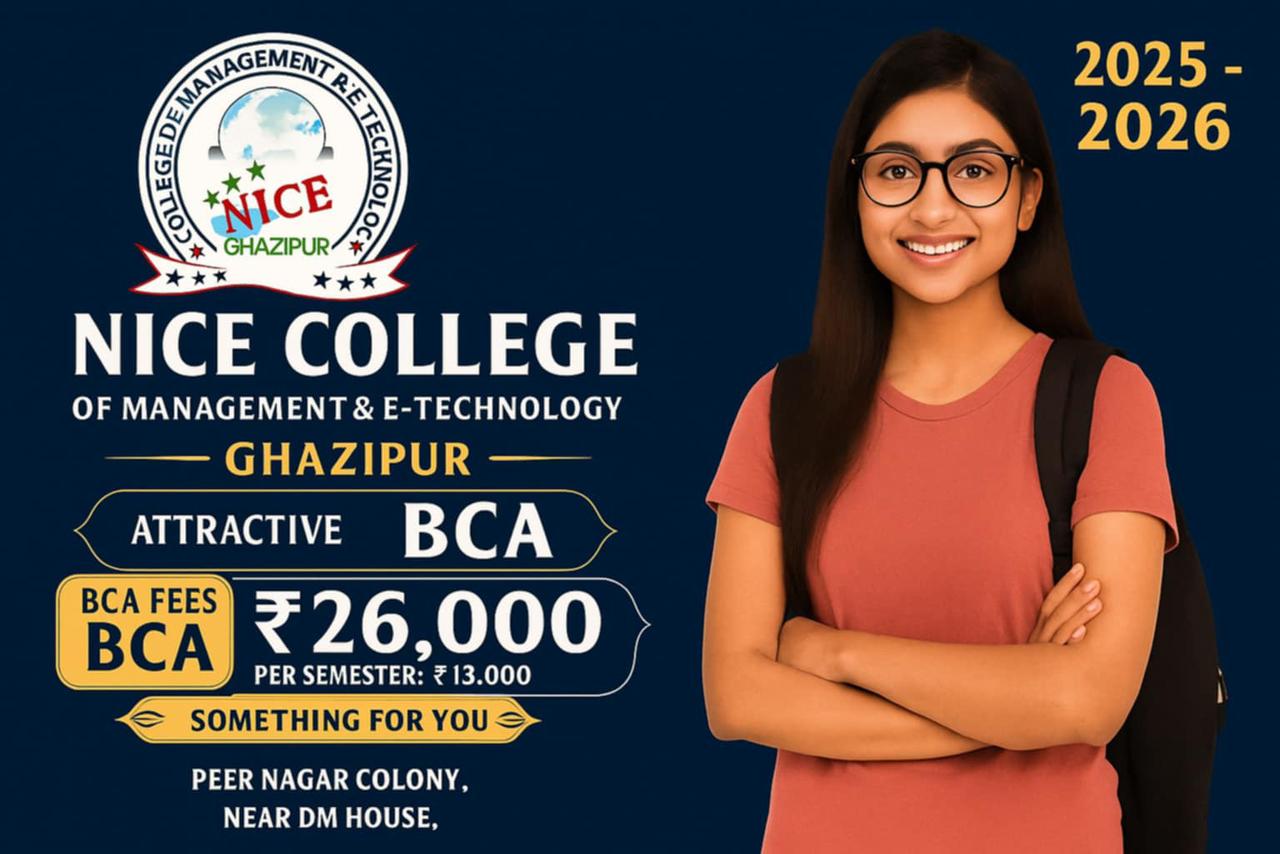 COLLEGE DE MANAGEMENT & E TECHNOLOC
NICE
GHAZIPUR
2025 -
2026
NICE COLLEGE
OF MANAGEMENT & E-TECHNOLOGY
GHAZIPUR
ATTRACTIVE BCA
BCA FEES
BCA
₹26,000
PER SEMESTER: ₹13.000
SOMETHING FOR YOU
PEER NAGAR COLONY,
NEAR DM HOUSE,